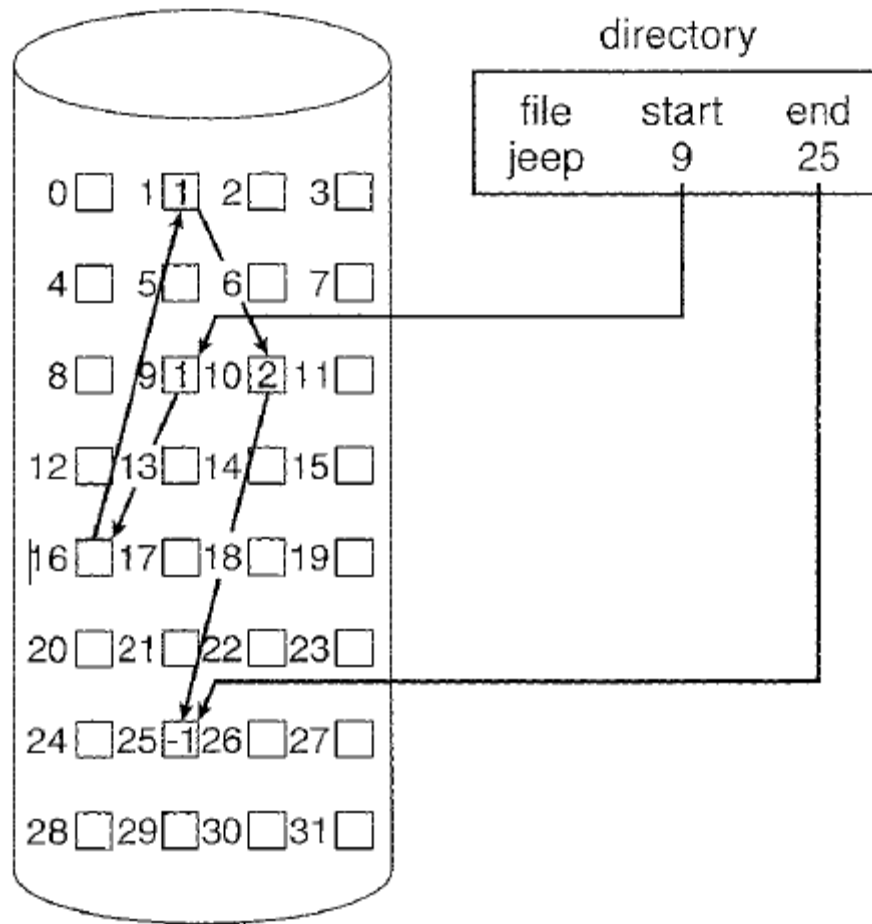 directory
file start end
jeep 9 25
0 1 1 2 3
4 5 6 7
8 9 1 10 2 11
12 13 14 15
16 17 18 19
20 21 22 23
24 25 -1 26 27
28 29 30 31